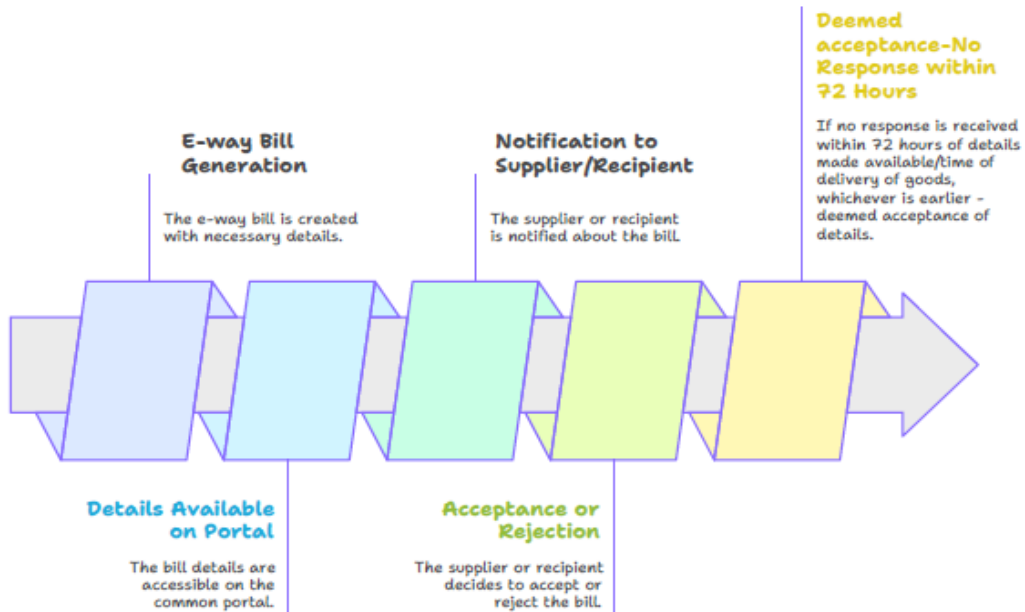 E-way Bill
Generation
The e-way bill is created
with necessary details.
Details Available
on Portal
The bill details are
accessible on the
common portal.
Notification to
Supplier/Recipient
The supplier or recipient
is notified about the bill.
Acceptance or
Rejection
The supplier or recipient
decides to accept or
reject the bill.
Deemed
acceptance-No
Response within
72 Hours
If no response is received
within 72 hours of details
made available/time of
delivery of goods,
whichever is earlier -
deemed acceptance of
details.